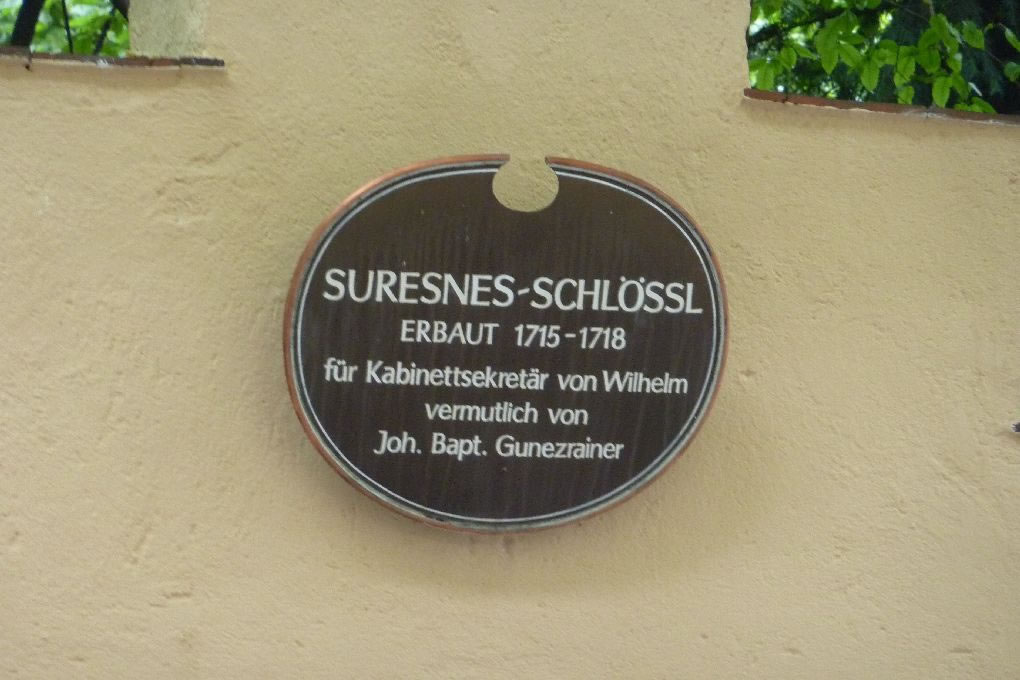 SURESNES-SCHLÖSSL
ERBAUT 1715-1718
für Kabinettsekretär von Wilhelm
vermutlich von
Joh. Bapt. Gunezrainer